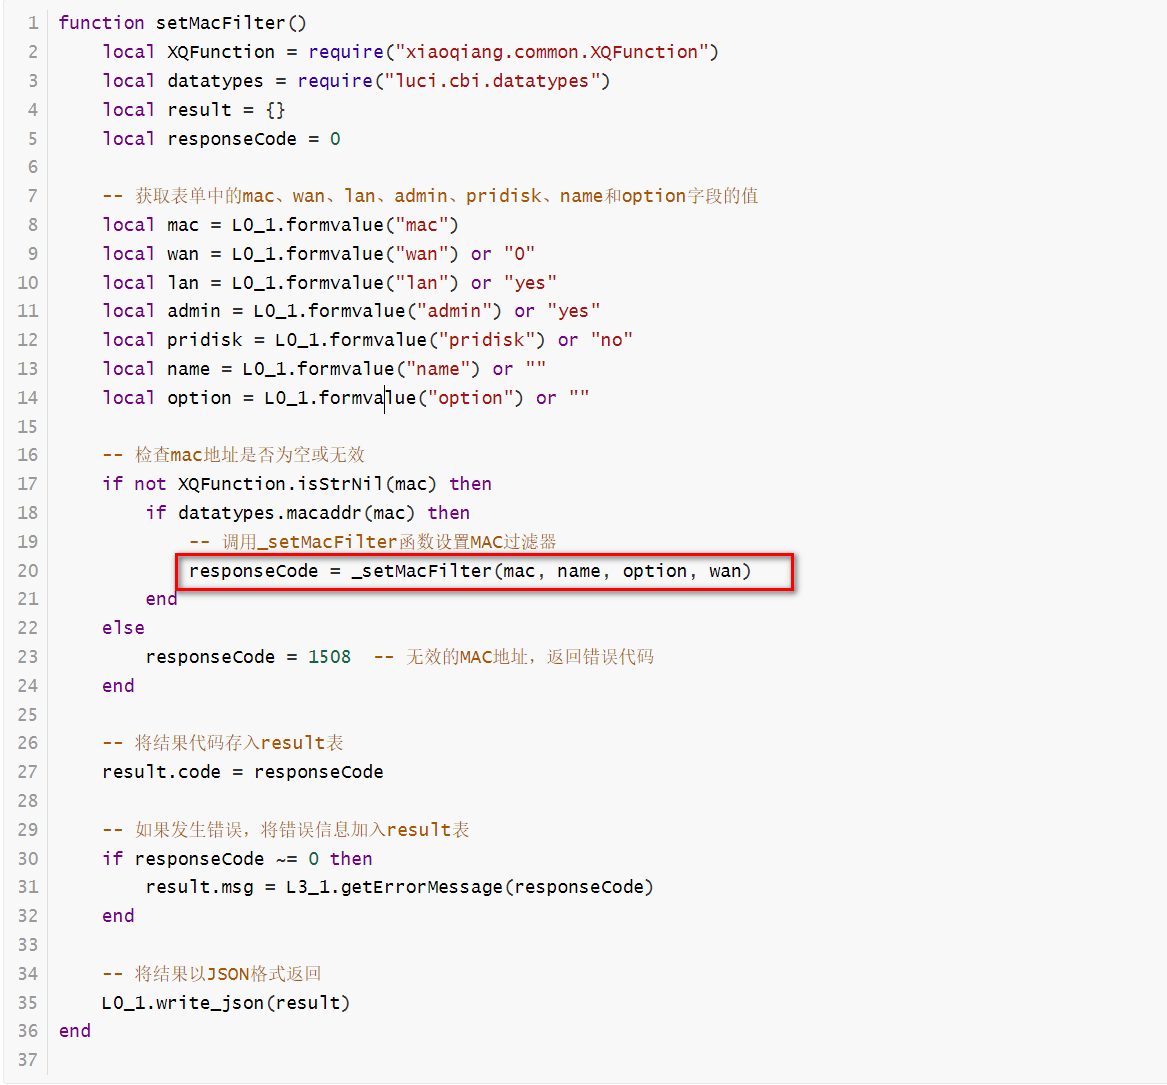 1 function setMacFilter()
2     local XQFunction = require("xiaoqiang.common.XQFunction")
3     local datatypes = require("luci.cbi.datatypes")
4     local result = {}
5     local responseCode = 0
6
7     -- 获取表单中的mac、wan、lan、admin、pridisk、name和option字段的值
8     local mac = L0_1.formvalue("mac")
9     local wan = L0_1.formvalue("wan") or "0"
10     local lan = L0_1.formvalue("lan") or "yes"
11     local admin = L0_1.formvalue("admin") or "yes"
12     local pridisk = L0_1.formvalue("pridisk") or "no"
13     local name = L0_1.formvalue("name") or ""
14     local option = L0_1.formvalue("option") or ""
15
16     -- 检查mac地址是否为空或无效
17     if not XQFunction.isStrNil(mac) then
18         if datatypes.macaddr(mac) then
19             -- 调用_setMacFilter函数设置MAC过滤器
20             responseCode = _setMacFilter(mac, name, option, wan)
21         end
22     else
23         responseCode = 1508  -- 无效的MAC地址，返回错误代码
24     end
25
26     -- 将结果代码存入result表
27     result.code = responseCode
28
29     -- 如果发生错误，将错误信息加入result表
30     if responseCode ~= 0 then
31         result.msg = L3_1.getErrorMessage(responseCode)
32     end
33
34     -- 将结果以JSON格式返回
35     L0_1.write_json(result)
36 end
37